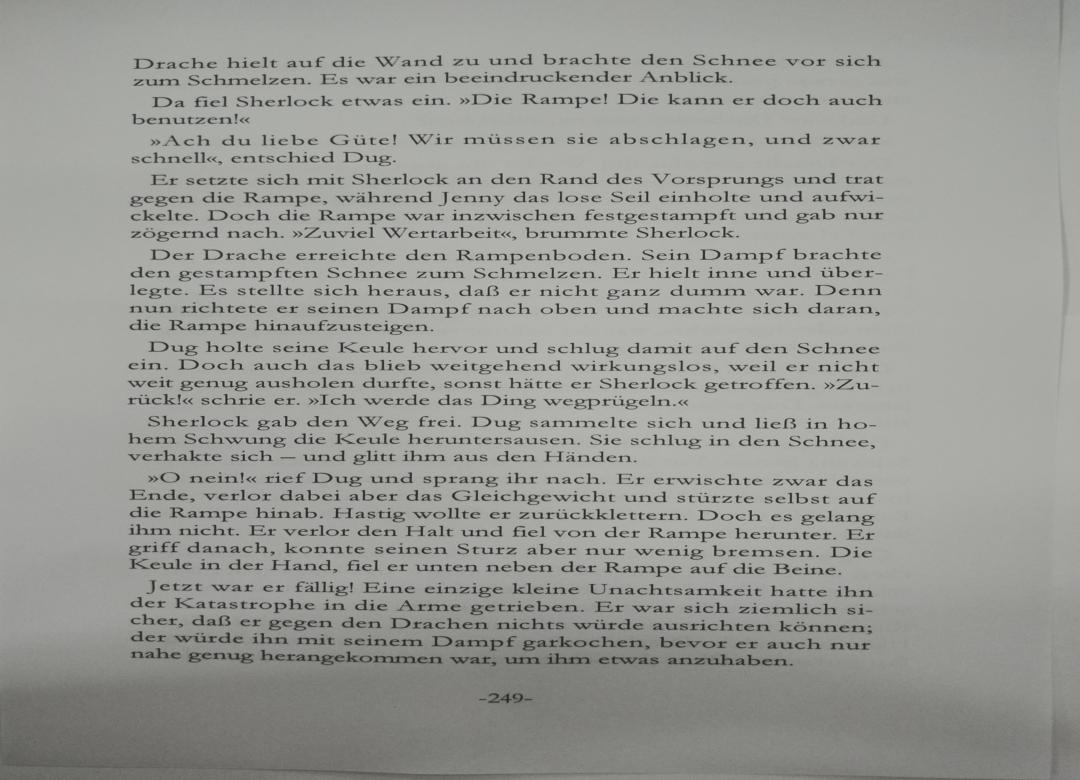 Drache hielt auf die Wand zu und brachte den Schnee vor sich
zum Schmelzen. Es war ein beeindruckender Anblick.
Da fiel Sherlock etwas ein. »Die Rampe! Die kann er doch auch
benutzen!«
»Ach du liebe Güte! Wir müssen sie abschlagen, und zwar
schnell«, entschied Dug.
Er setzte sich mit Sherlock an den Rand des Vorsprungs und trat
gegen die Rampe, während Jenny das lose Seil einholte und aufwi-
ckelte. Doch die Rampe war inzwischen festgestampft und gab nur
zögernd nach. »Zuviel Wertarbeit«, brummte Sherlock.
Der Drache erreichte den Rampenboden. Sein Dampf brachte
den gestampften Schnee zum Schmelzen. Er hielt inne und über-
legte. Es stellte sich heraus, daß er nicht ganz dumm war. Denn
nun richtete er seinen Dampf nach oben und machte sich daran,
die Rampe hinaufzusteigen.
Dug holte seine Keule hervor und schlug damit auf den Schnee
ein. Doch auch das blieb weitgehend wirkungslos, weil er nicht
weit genug ausholen durfte, sonst hätte er Sherlock getroffen. »Zu-
rück!« schrie er. »Ich werde das Ding wegprügeln.«
Sherlock gab den Weg frei. Dug sammelte sich und ließ in ho-
hem Schwung die Keule heruntersausen. Sie schlug in den Schnee,
verhakte sich – und glitt ihm aus den Händen.
»O nein!« rief Dug und sprang ihr nach. Er erwischte zwar das
Ende, verlor dabei aber das Gleichgewicht und stürzte selbst auf
die Rampe hinab. Hastig wollte er zurückklettern. Doch es gelang
ihm nicht. Er verlor den Halt und fiel von der Rampe herunter. Er
griff danach, konnte seinen Sturz aber nur wenig bremsen. Die
Keule in der Hand, fiel er unten neben der Rampe auf die Beine.
Jetzt war er fällig! Eine einzige kleine Unachtsamkeit hatte ihn
der Katastrophe in die Arme getrieben. Er war sich ziemlich si-
cher, daß er gegen den Drachen nichts würde ausrichten können;
der würde ihn mit seinem Dampf garkochen, bevor er auch nur
nahe genug herangekommen war, um ihm etwas anzuhaben.
-249-